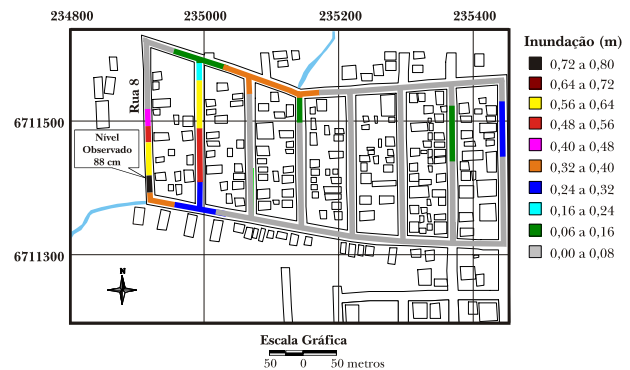 234800 235000 235200 235400
Rua 8
6711500
Nível
Observado
88 cm
6711300
N
Inundação (m)
0,72 a 0,80
0,64 a 0,72
0,56 a 0,64
0,48 a 0,56
0,40 a 0,48
0,32 a 0,40
0,24 a 0,32
0,16 a 0,24
0,06 a 0,16
0,00 a 0,08
Escala Gráfica
50 0 50 metros